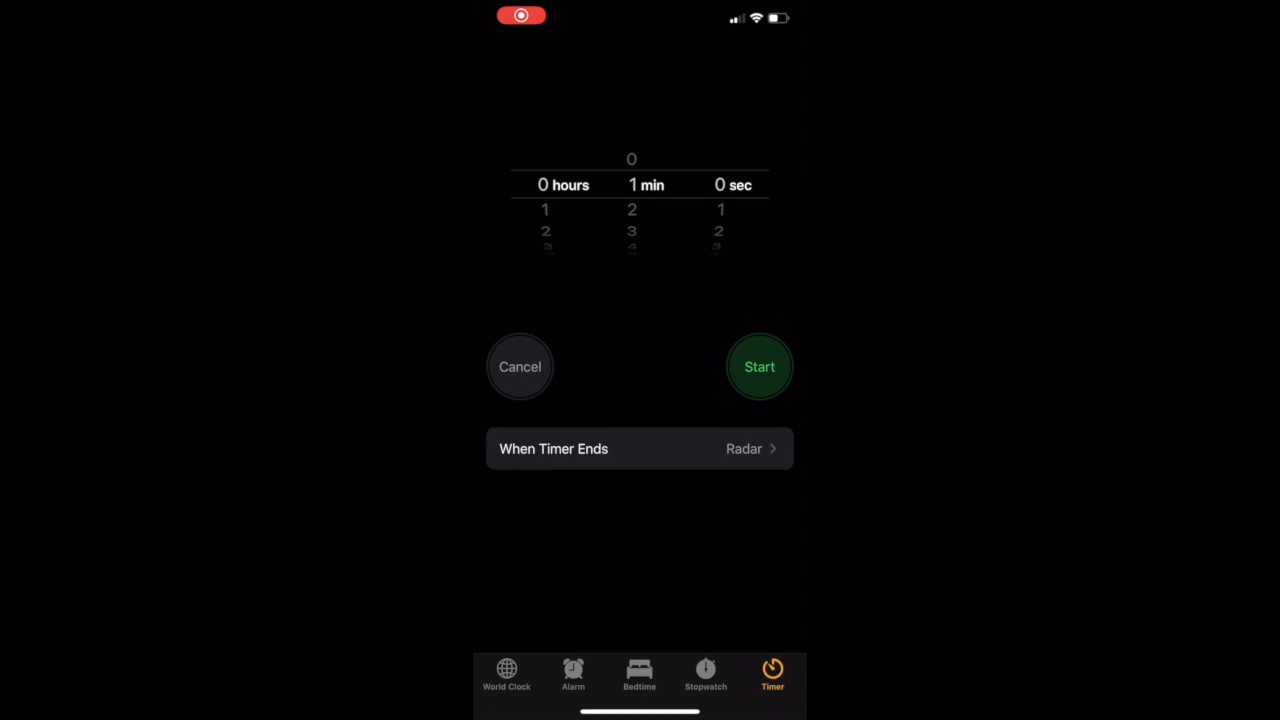 0
0 hours 1 min 0 sec
1 2 1
2 3 2
3 4 3
Cancel Start
When Timer Ends Radar
World Clock Alarm Bedtime Stopwatch Timer